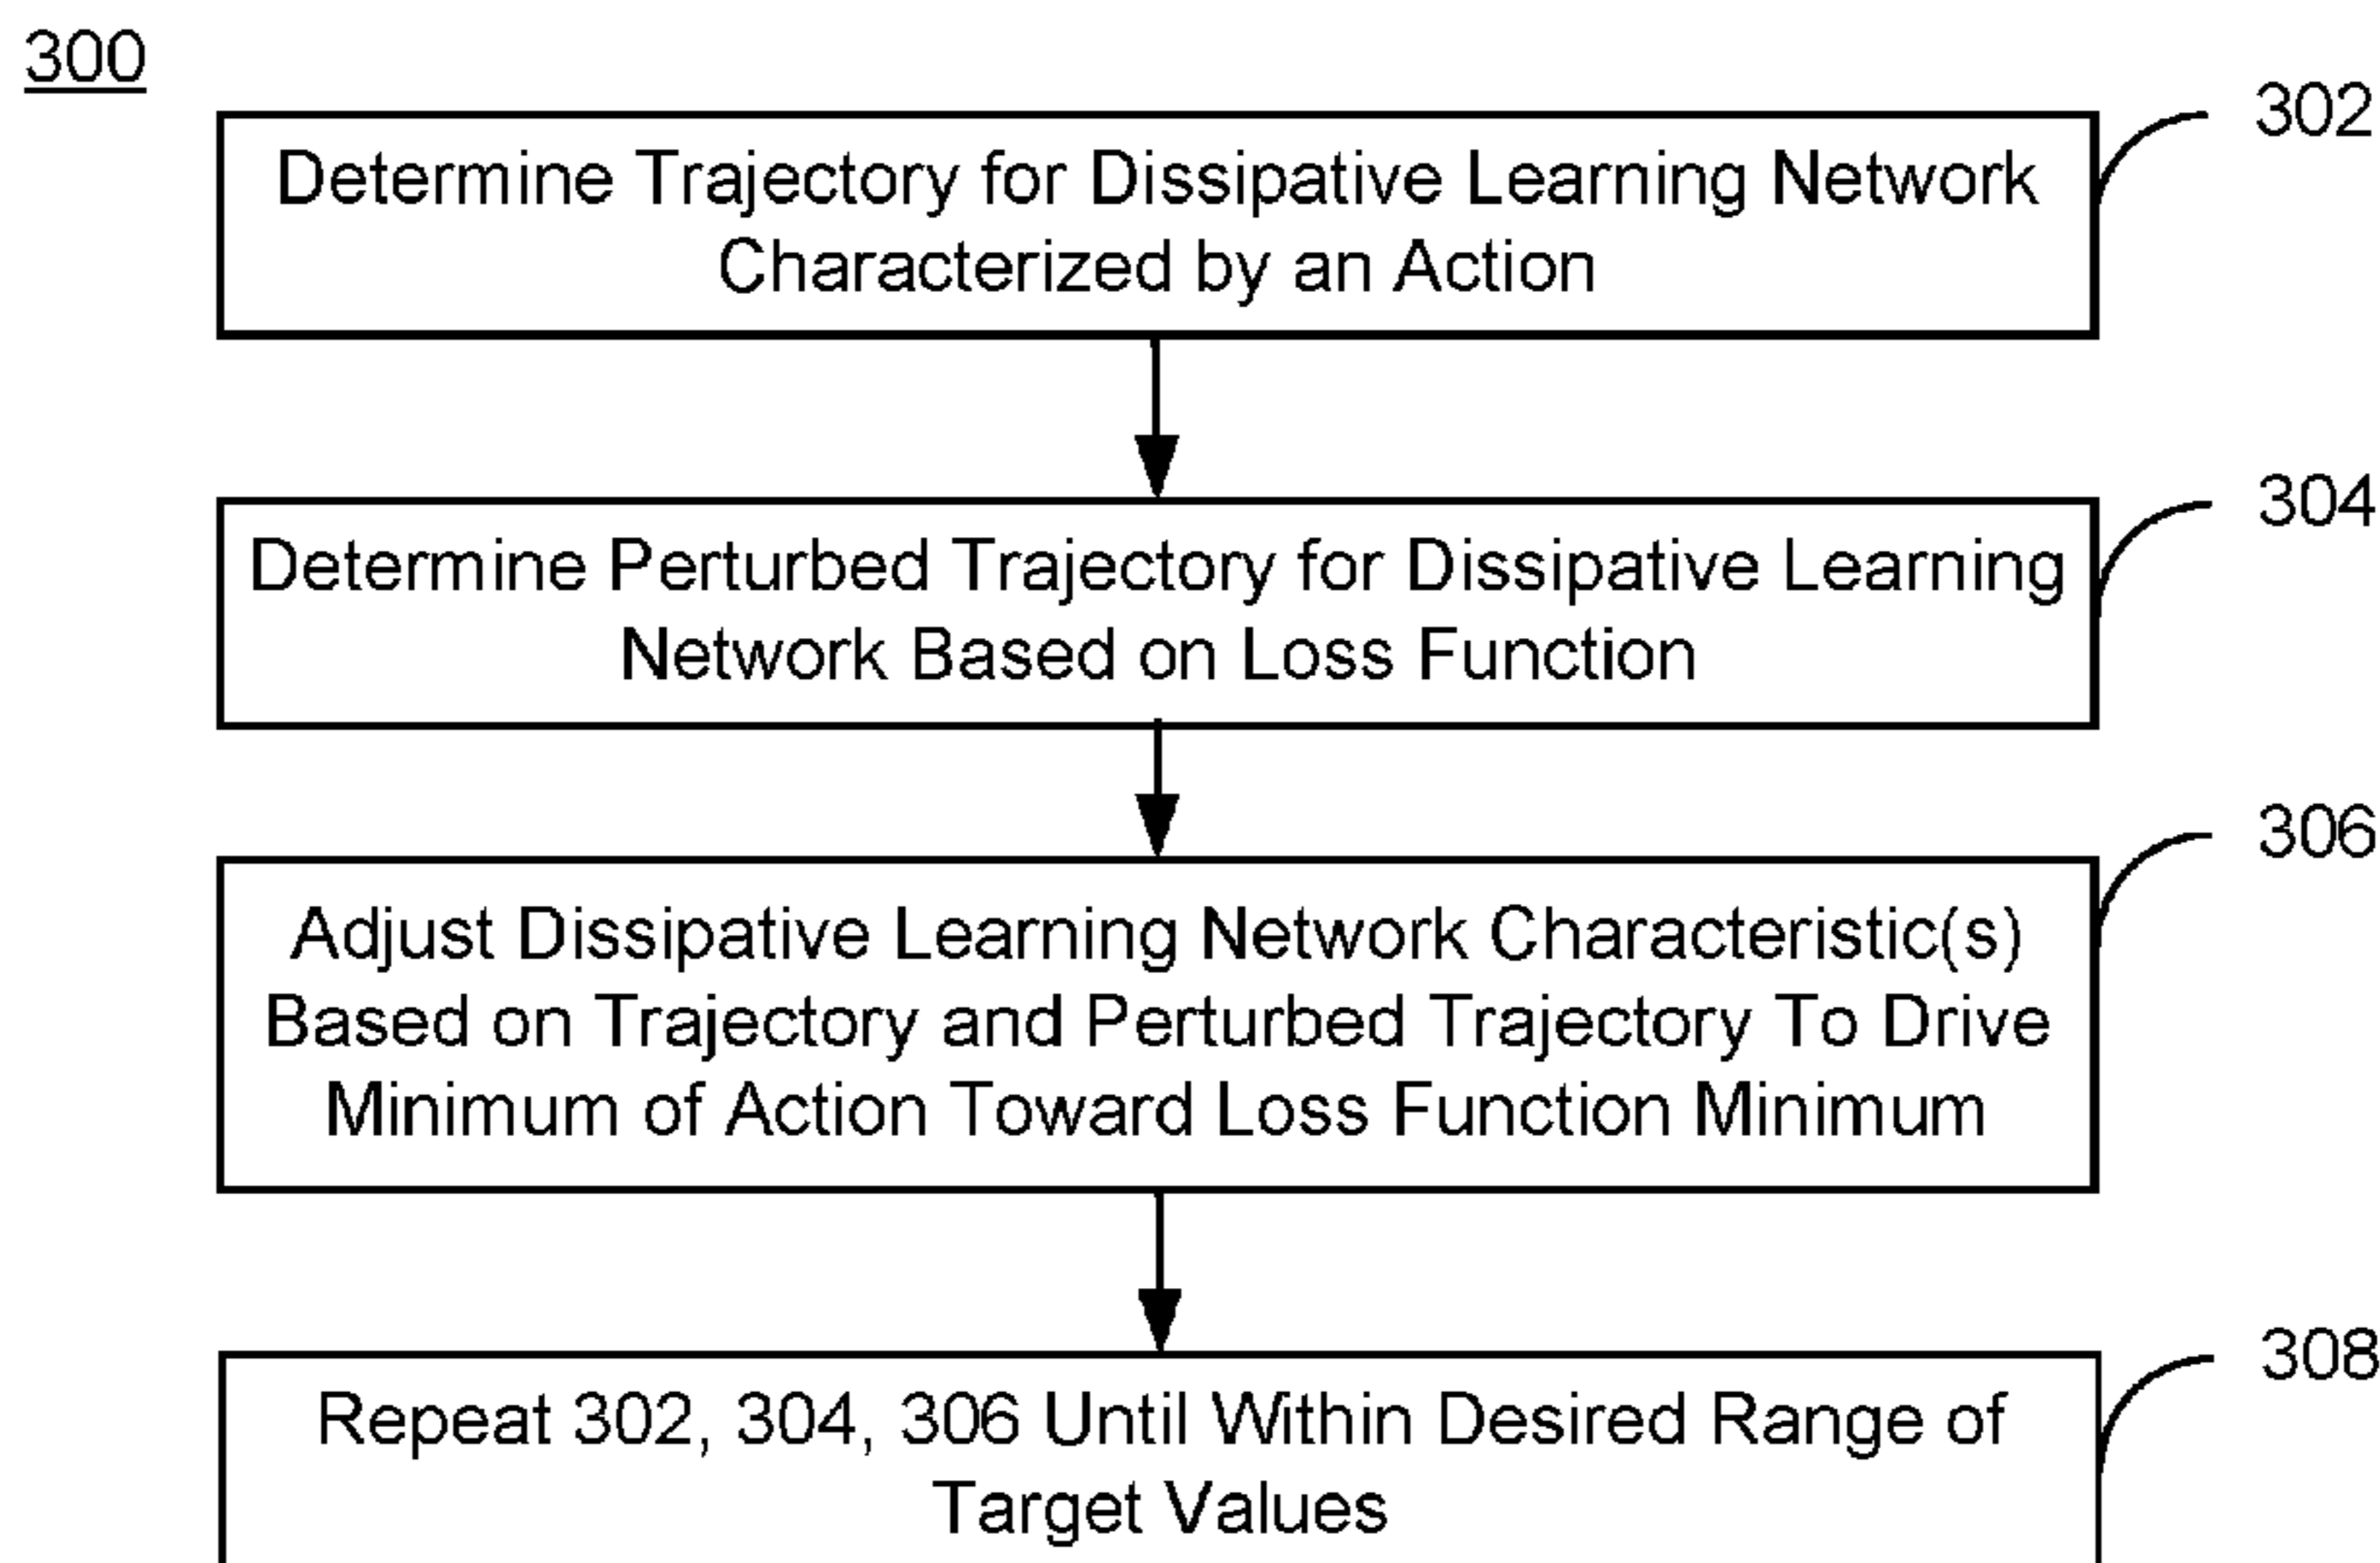 300
302
Determine Trajectory for Dissipative Learning Network
Characterized by an Action
304
Determine Perturbed Trajectory for Dissipative Learning
Network Based on Loss Function
306
Adjust Dissipative Learning Network Characteristic(s)
Based on Trajectory and Perturbed Trajectory To Drive
Minimum of Action Toward Loss Function Minimum
308
Repeat 302, 304, 306 Until Within Desired Range of
Target Values